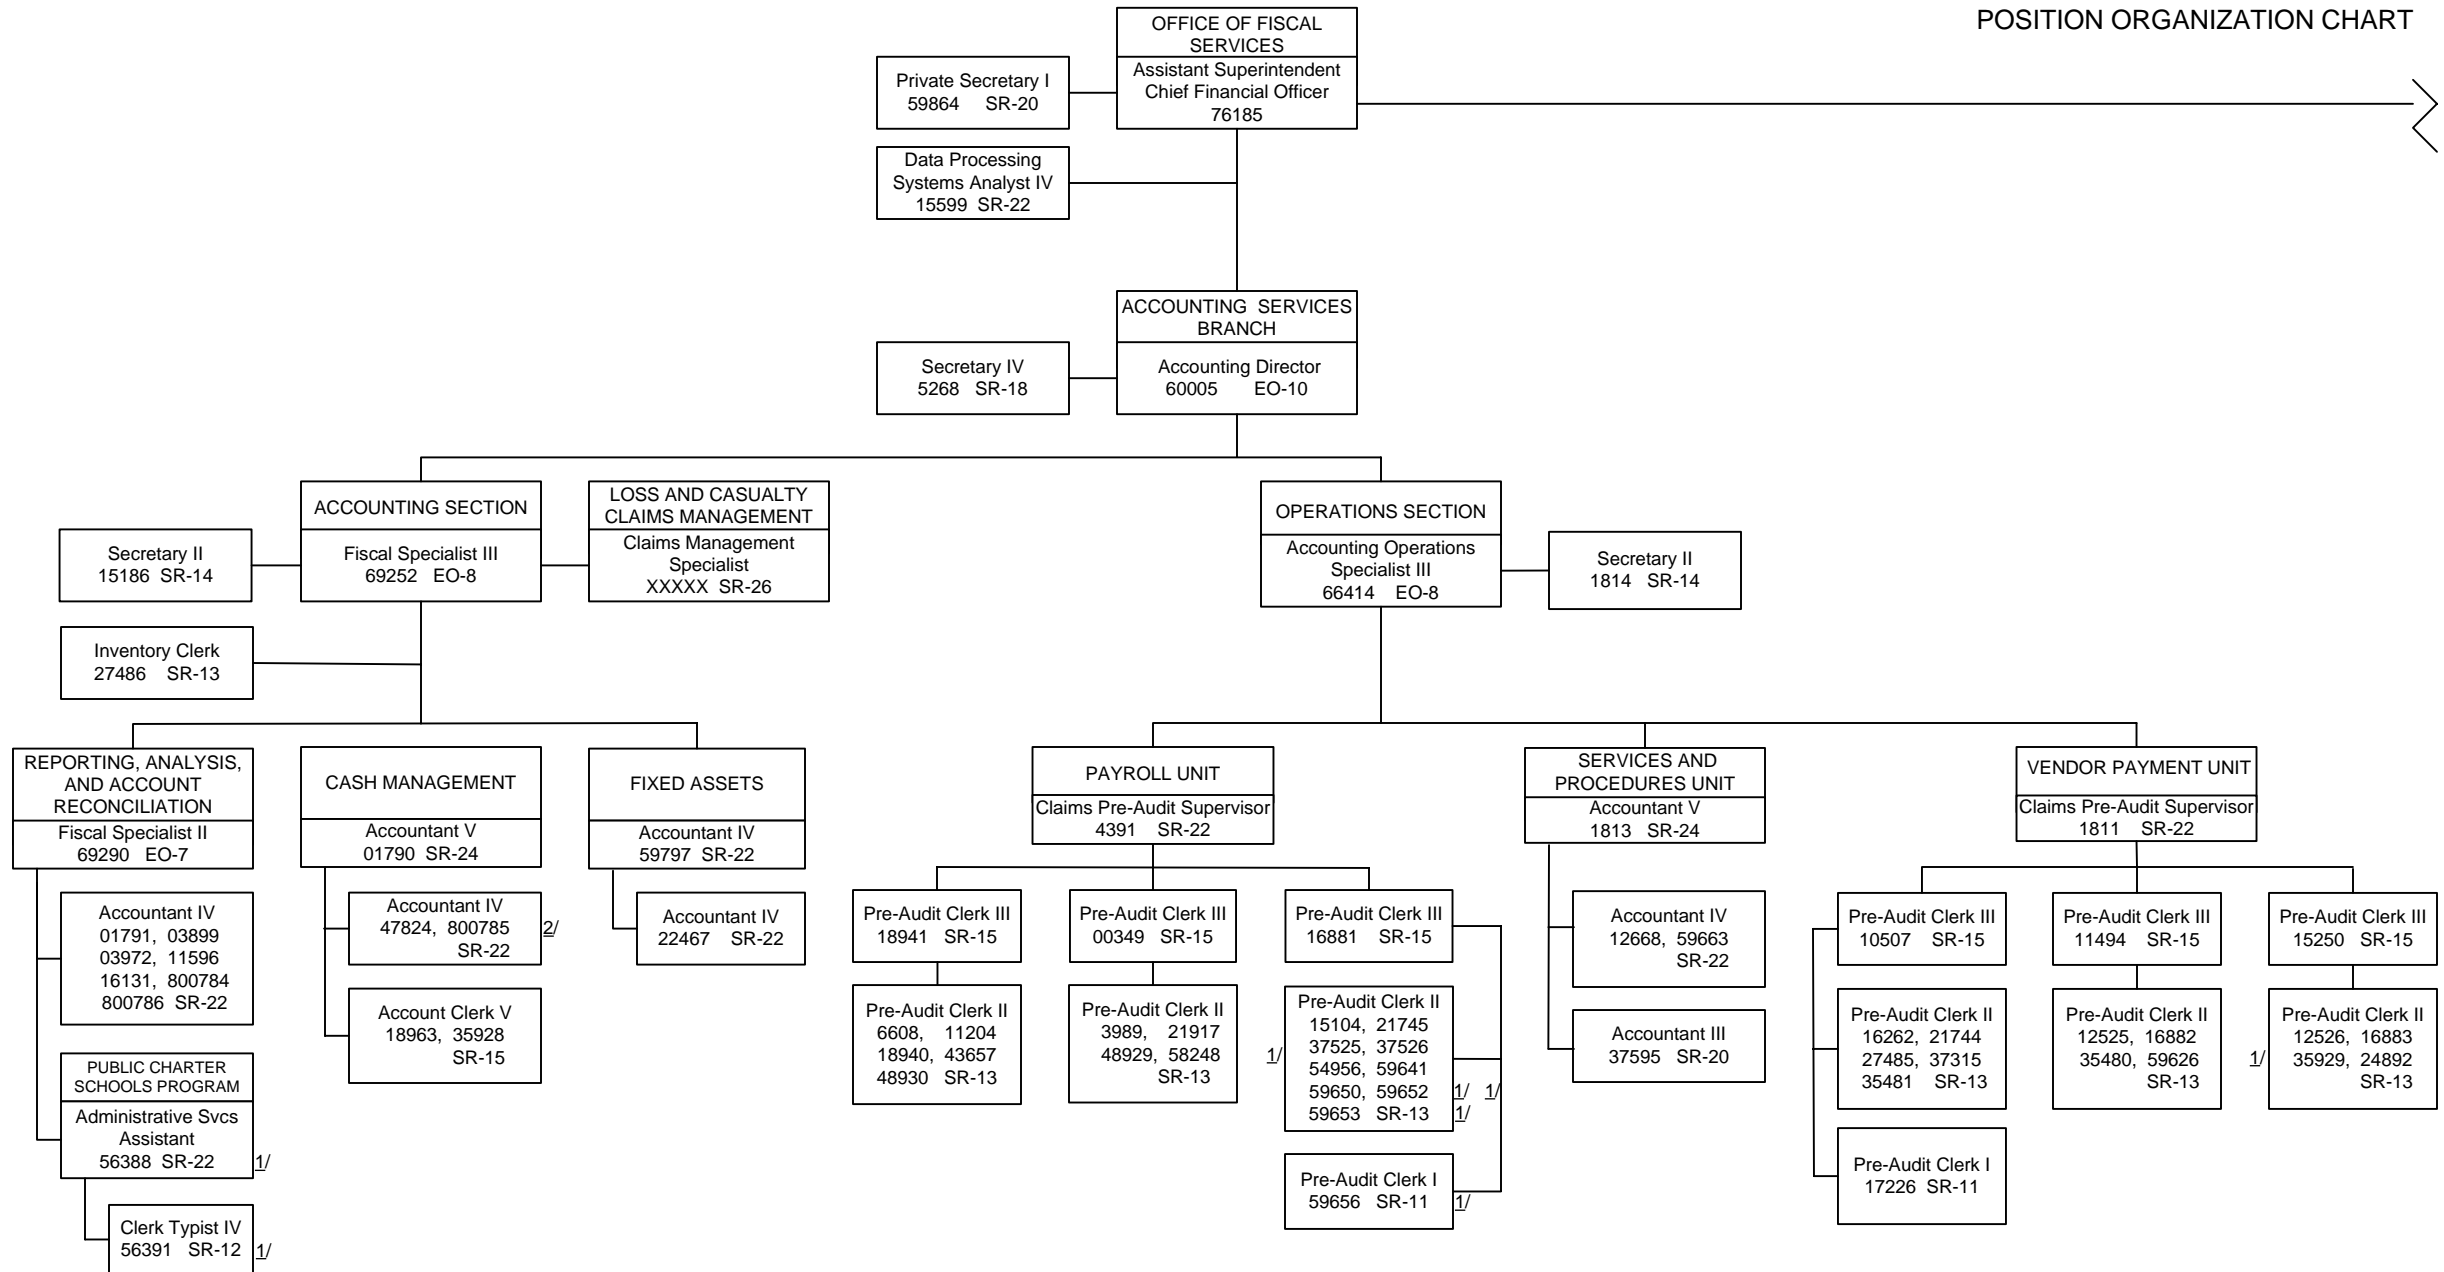 POSITION ORGANIZATION CHART
OFFICE OF FISCAL
SERVICES
Assistant Superintendent
Chief Financial Officer
76185
Private Secretary I
59864 SR-20
Data Processing
Systems Analyst IV
15599 SR-22
ACCOUNTING SERVICES
BRANCH
Accounting Director
60005 EO-10
Secretary IV
5268 SR-18
ACCOUNTING SECTION
Fiscal Specialist III
69252 EO-8
LOSS AND CASUALTY
CLAIMS MANAGEMENT
Claims Management
Specialist
XXXXX SR-26
Secretary II
15186 SR-14
Inventory Clerk
27486 SR-13
OPERATIONS SECTION
Accounting Operations
Specialist III
66414 EO-8
Secretary II
1814 SR-14
REPORTING, ANALYSIS,
AND ACCOUNT
RECONCILIATION
Fiscal Specialist II
69290 EO-7
Accountant IV
01791, 03899
03972, 11596
16131, 800784
800786 SR-22
PUBLIC CHARTER
SCHOOLS PROGRAM
Administrative Svcs
Assistant
56388 SR-22 1/
Clerk Typist IV
56391 SR-12 1/
CASH MANAGEMENT
Accountant V
01790 SR-24
Accountant IV
47824, 800785 2/
SR-22
Account Clerk V
18963, 35928
SR-15
FIXED ASSETS
Accountant IV
59797 SR-22
Accountant IV
22467 SR-22
PAYROLL UNIT
Claims Pre-Audit Supervisor
4391 SR-22
Pre-Audit Clerk III
18941 SR-15
Pre-Audit Clerk II
6608, 11204
18940, 43657
48930 SR-13
Pre-Audit Clerk III
00349 SR-15
Pre-Audit Clerk II
3989, 21917
48929, 58248
SR-13
Pre-Audit Clerk III
16881 SR-15
Pre-Audit Clerk II
15104, 21745
37525, 37526
1/ 54956, 59641
59650, 59652 1/ 1/
59653 SR-13 1/
Pre-Audit Clerk I
59656 SR-11 1/
SERVICES AND
PROCEDURES UNIT
Accountant V
1813 SR-24
Accountant IV
12668, 59663
SR-22
Accountant III
37595 SR-20
VENDOR PAYMENT UNIT
Claims Pre-Audit Supervisor
1811 SR-22
Pre-Audit Clerk III
10507 SR-15
Pre-Audit Clerk II
16262, 21744
27485, 37315
35481 SR-13
Pre-Audit Clerk I
17226 SR-11
Pre-Audit Clerk III
11494 SR-15
Pre-Audit Clerk II
12525, 16882
35480, 59626
SR-13
Pre-Audit Clerk III
15250 SR-15
Pre-Audit Clerk II
12526, 16883
1/ 35929, 24892
SR-13